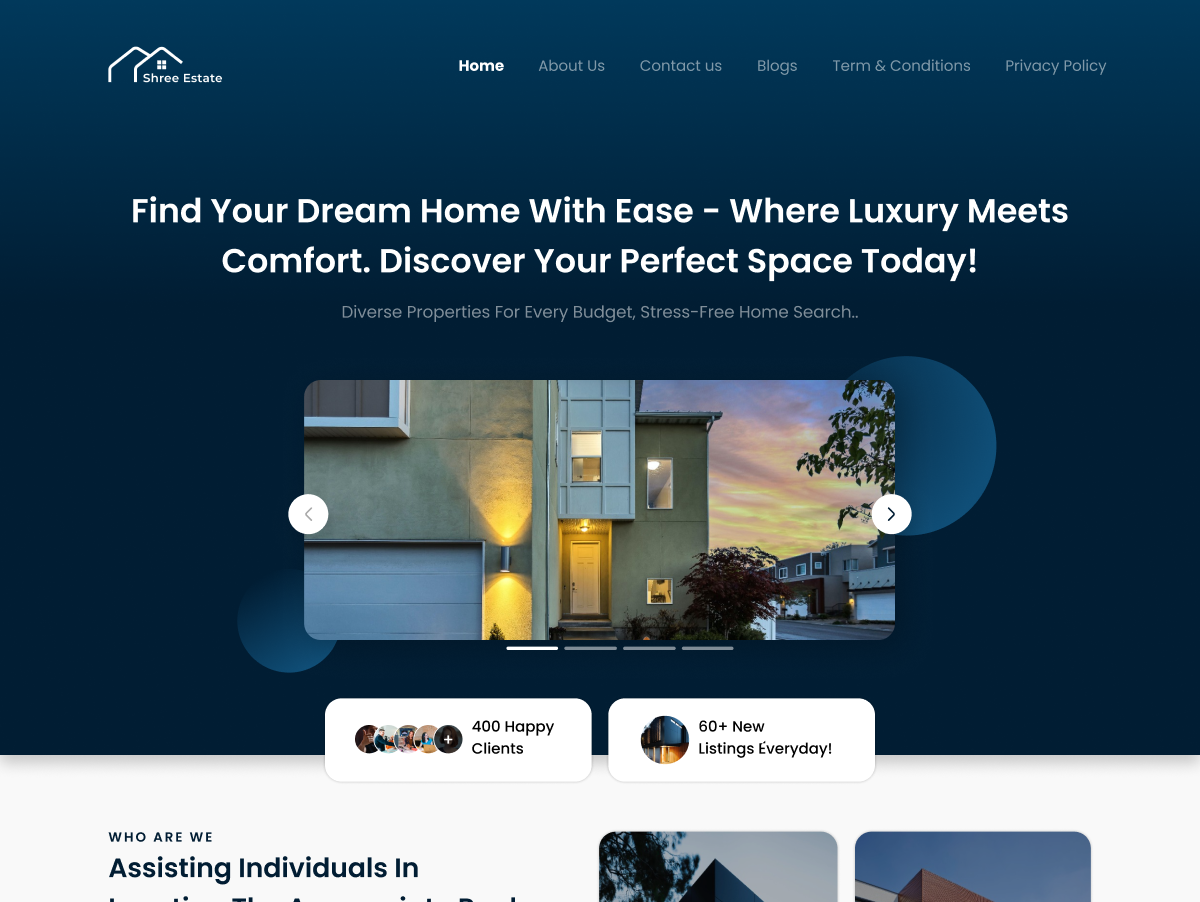 Shree Estate
Home
About Us
Contact us
Blogs
Term & Conditions
Privacy Policy
Find Your Dream Home With Ease - Where Luxury Meets
Comfort. Discover Your Perfect Space Today!
Diverse Properties For Every Budget, Stress-Free Home Search..
400 Happy
Clients
60+ New
Listings Everyday!
WHO ARE WE
Assisting Individuals In